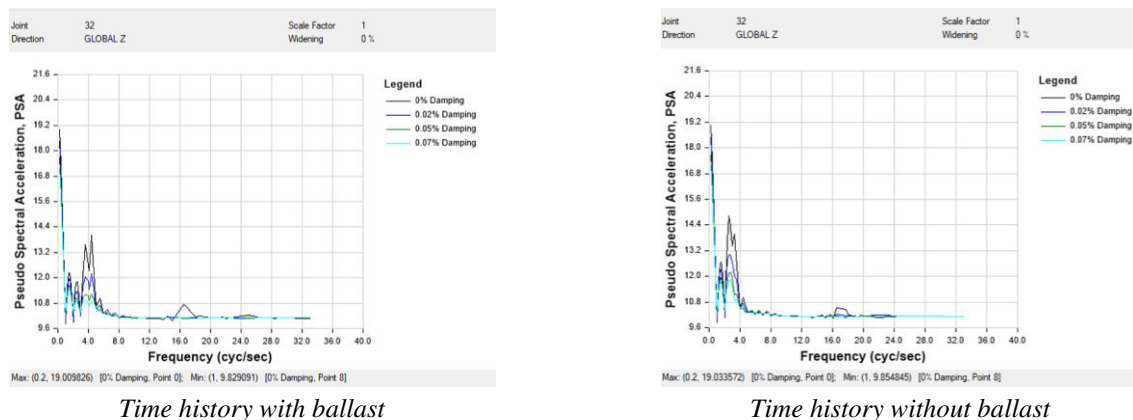 Joint 32 Scale Factor 1
Direction GLOBAL Z Widening 0 %
21.6
20.4
19.2
18.0
16.8
15.6
14.4
13.2
12.0
10.8
9.6
Pseudo Spectral Acceleration, PSA
0.0 4.0 8.0 12.0 16.0 20.0 24.0 28.0 32.0 36.0 40.0
Frequency (cyc/sec)
Legend
0% Damping
0.02% Damping
0.05% Damping
0.07% Damping
Max: (0.2, 19.009826) [0% Damping, Point 0]; Min: (1, 9.829091) [0% Damping, Point 8]
Time history with ballast
Joint 32 Scale Factor 1
Direction GLOBAL Z Widening 0 %
21.6
20.4
19.2
18.0
16.8
15.6
14.4
13.2
12.0
10.8
9.6
Pseudo Spectral Acceleration, PSA
0.0 4.0 8.0 12.0 16.0 20.0 24.0 28.0 32.0 36.0 40.0
Frequency (cyc/sec)
Legend
0% Damping
0.02% Damping
0.05% Damping
0.07% Damping
Max: (0.2, 19.033572) [0% Damping, Point 0]; Min: (1, 9.854845) [0% Damping, Point 8]
Time history without ballast